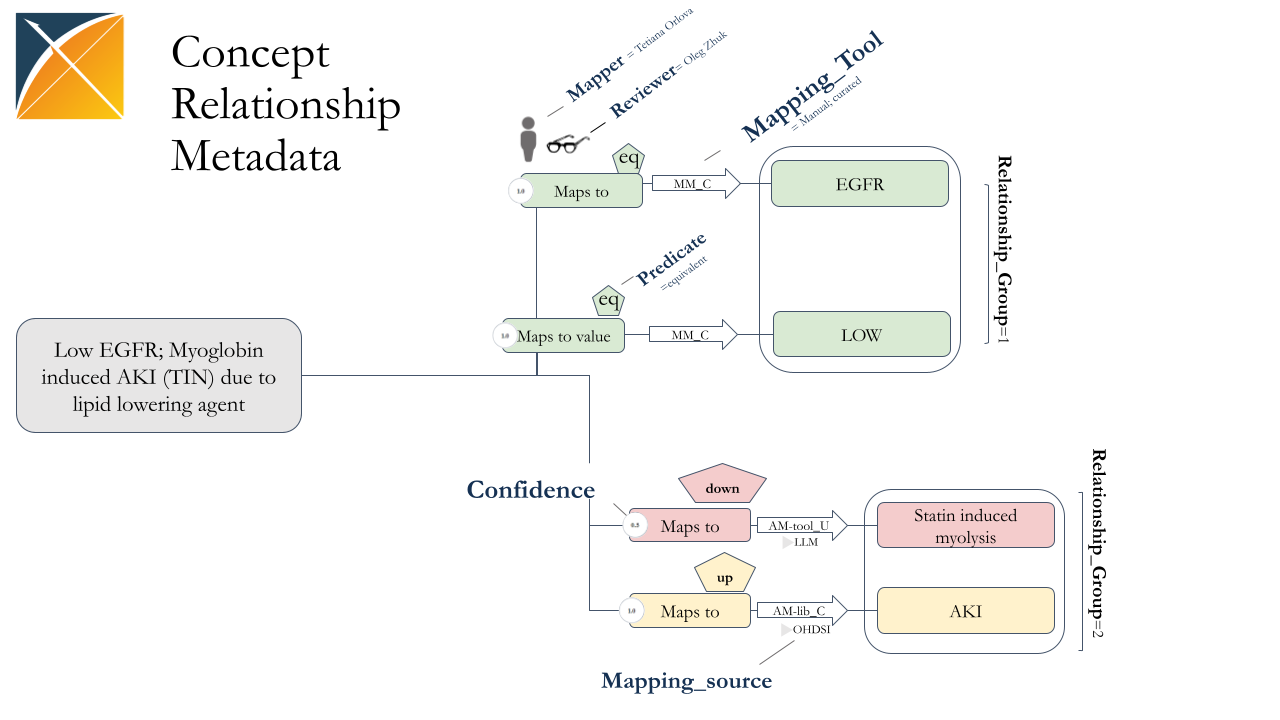 Concept
Relationship
Metadata
Mapper = Tetiana Orlova
Reviewer= Oleg Zhuk
Mapping_Tool
= Manual; curated
eq
1.0
Maps to
MM_C
EGFR
Relationship_Group=1
Predicate
=equivalent
eq
1.0
Maps to value
MM_C
LOW
Low EGFR; Myoglobin
induced AKI (TIN) due to
lipid lowering agent
Confidence
down
0.5
Maps to
AM-tool_U
LLM
Statin induced
myolysis
Relationship_Group=2
up
1.0
Maps to
AM-lib_C
OHDSI
AKI
Mapping_source